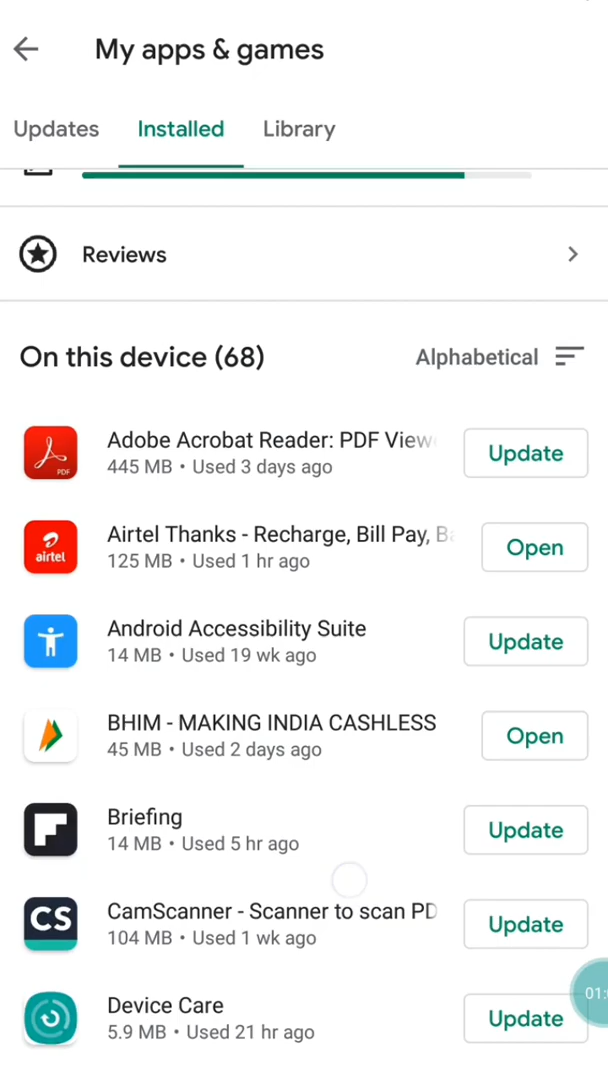 My apps & games
Updates Installed Library
Reviews
On this device (68) Alphabetical
Adobe Acrobat Reader: PDF View
445 MB • Used 3 days ago
Update
PDF
Airtel Thanks - Recharge, Bill Pay, Ba
125 MB • Used 1 hr ago
Open
airtel
Android Accessibility Suite
14 MB • Used 19 wk ago
Update
BHIM - MAKING INDIA CASHLESS
45 MB • Used 2 days ago
Open
Briefing
14 MB • Used 5 hr ago
Update
CS
CamScanner - Scanner to scan PD
104 MB • Used 1 wk ago
Update
Device Care
5.9 MB • Used 21 hr ago
Update